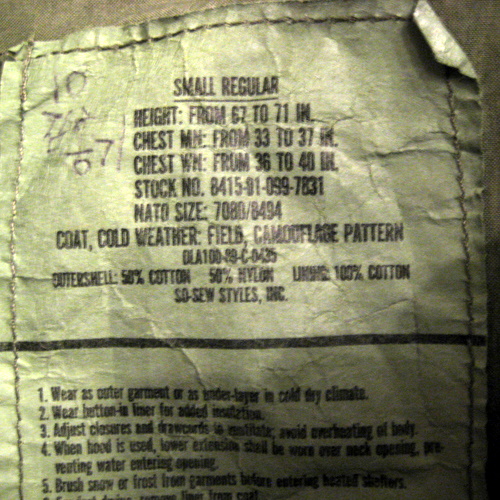 10
SMALL REGULAR
HEIGHT: FROM 67 TO 71 IN.
CHEST MN: FROM 33 TO 37 IN.
CHEST WN: FROM 36 TO 40 IN.
STOCK NO. 8415-01-099-7831
NATO SIZE: 7080/8494
COAT, COLD WEATHER: FIELD, CAMOUFLAGE PATTERN
DLA100-89-C-0435
OUTERSHELL: 50% COTTON 50% NYLON LINING: 100% COTTON
SO-SEW STYLES, INC.
1. Wear as outer garment or as under-layer in cold dry climate.
2. Wear button-in liner for added insulation.
3. Adjust closures and drawcords to ventilate; avoid overheating of body.
4. When hood is used, lower extension shall be worn over neck opening, pre-
venting water entering opening.
5. Brush snow or frost from garments before entering heated shelters.
remove liner from coat